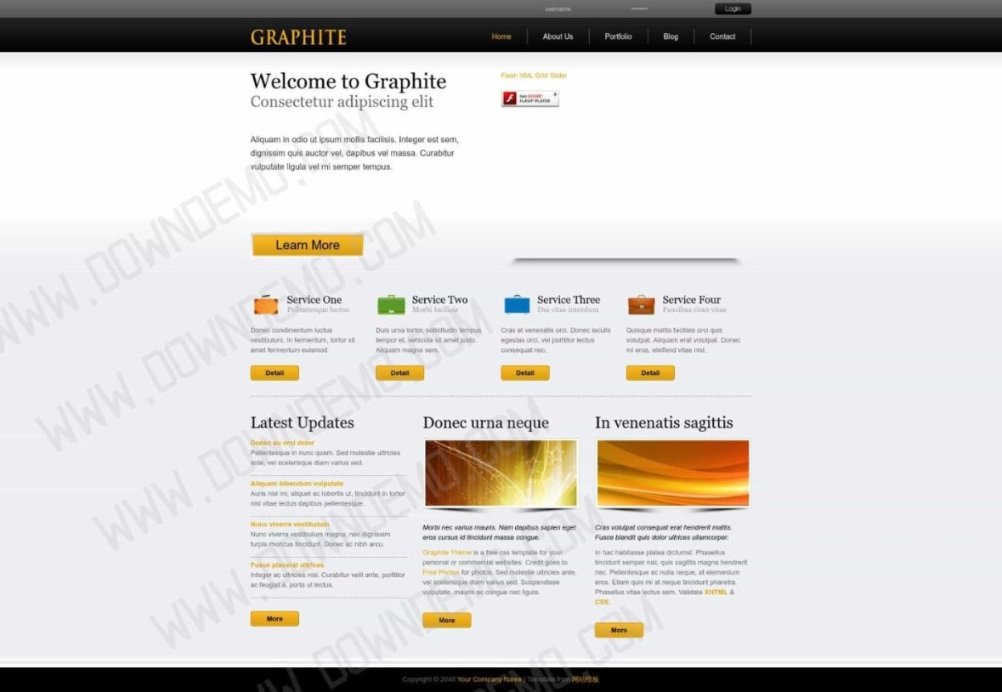 username ********
Login
GRAPHITE
Home
About Us
Portfolio
Blog
Contact
Welcome to Graphite
Consectetur adipiscing elit
Aliquam in odio ut ipsum mollis facilisis. Integer est sem,
dignissim quis auctor vel, dapibus vel massa. Curabitur
vulputate ligula vel mi semper tempus.
Learn More
Flash XML Grid Slider
Get ADOBE®
FLASH® PLAYER
Service One
Pellentesque luctus
Donec condimentum luctus
vestibulum. In fermentum, tortor sit
amet fermentum euismod.
Detail
Service Two
Morbi facilisis
Duis urna tortor, sollicitudin tempus
tempor et, vehicula sit amet justo.
Aliquam magna sem.
Detail
Service Three
Dui vitae interdum
Cras at venenatis orci. Donec iaculis
egestas orci, vel porttitor lectus
consequat nec.
Detail
Service Four
Faucibus risus vitae
Quisque mattis facilisis orci quis
volutpat. Aliquam erat volutpat. Donec
mi eros, eleifend vitae nisl.
Detail
Latest Updates
Donec eu orci dolor
Pellentesque in nunc quam. Sed molestie ultricies
ante, vel scelerisque diam varius sed.
Aliquam bibendum vulputate
Auris nisl mi, aliquet ac lobortis ut, tincidunt in tortor
nisl vitae lectus dapibus pellentesque.
Nunc viverra vestibulum
Nunc viverra vestibulum magna, nec dignissim
turpis rhoncus tincidunt. Donec ac nibh arcu.
Fusce placerat ultrices
Integer ac ultricies nisl. Curabitur velit ante, porttitor
ac feugiat a, porta ut lectus.
More
Donec urna neque
Morbi nec varius mauris. Nam dapibus sapien eget
eros cursus id tincidunt massa congue.
Graphite Theme is a free css template for your
personal or commercial websites. Credit goes to
Free Photos for photos. Sed molestie ultricies ante,
vel scelerisque diam varius sed. Suspendisse
vulputate, mauris ac congue nec ligula.
More
In venenatis sagittis
Cras volutpat consequat erat hendrerit mattis.
Fusce blandit quis dolor ultrices ullamcorper.
In hac habitasse platea dictumst. Phasellus
tincidunt semper nisl, quis sagittis magna hendrerit
nec. Pellentesque ac nulla neque, at elementum
eros. Etiam quis mi at neque tincidunt pharetra.
Phasellus vitae lectus sem. Validate XHTML &
CSS.
More
Copyright © 2048 Your Company Name | Template from 网站模板
WWW.DOWNDEMO.COM
WWW.DOWNDEMO.COM
WWW.DOWNDEMO.COM
WWW.DOWNDEMO.COM
WWW.DOWNDEMO.COM